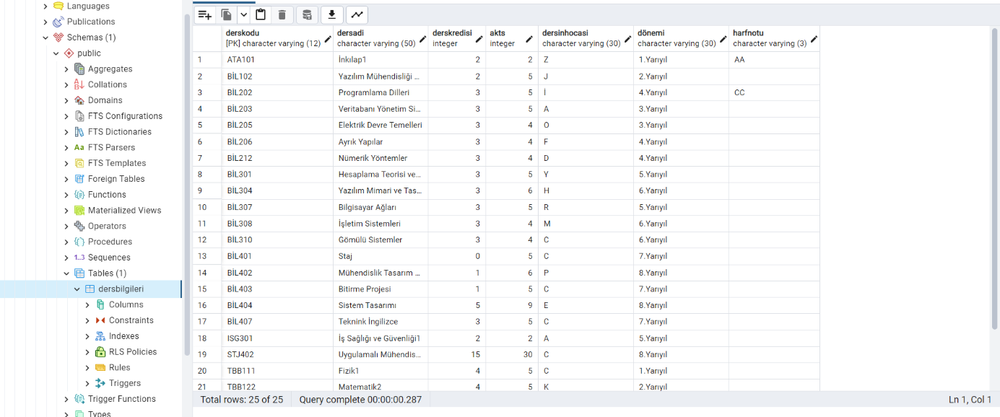 Languages
Publications
Schemas (1)
public
Aggregates
Collations
Domains
FTS Configurations
FTS Dictionaries
Aa FTS Parsers
FTS Templates
Foreign Tables
Functions
Materialized Views
Operators
Procedures
1..3 Sequences
Tables (1)
dersbilgileri
Columns
Constraints
Indexes
RLS Policies
Rules
Triggers
Trigger Functions
Types
derskodu dersadi derskredisi akts dersinhocasi dönemi harfnotu
[PK] character varying (12) character varying (50) integer integer character varying (30) character varying (30) character varying (3)
1 ATA101 İnkılap1 2 2 Z 1.Yarıyıl AA
2 BİL102 Yazılım Mühendisliği ... 2 5 J 2.Yarıyıl
3 BİL202 Programlama Dilleri 3 5 İ 4.Yarıyıl CC
4 BİL203 Veritabanı Yönetim Si... 3 5 A 3.Yarıyıl
5 BİL205 Elektrik Devre Temelleri 3 4 O 3.Yarıyıl
6 BİL206 Ayrık Yapılar 3 4 F 4.Yarıyıl
7 BİL212 Nümerik Yöntemler 3 4 D 4.Yarıyıl
8 BİL301 Hesaplama Teorisi ve... 3 5 Y 5.Yarıyıl
9 BİL304 Yazılım Mimari ve Tas... 3 6 H 6.Yarıyıl
10 BİL307 Bilgisayar Ağları 3 5 R 5.Yarıyıl
11 BİL308 İşletim Sistemleri 3 4 M 6.Yarıyıl
12 BİL310 Gömülü Sistemler 3 4 C 6.Yarıyıl
13 BİL401 Staj 0 5 C 7.Yarıyıl
14 BİL402 Mühendislik Tasarım ... 1 6 P 8.Yarıyıl
15 BİL403 Bitirme Projesi 1 5 C 7.Yarıyıl
16 BİL404 Sistem Tasarımı 5 9 E 8.Yarıyıl
17 BİL407 Teknink İngilizce 3 5 C 7.Yarıyıl
18 ISG301 İş Sağlığı ve Güvenliği1 2 2 A 5.Yarıyıl
19 STJ402 Uygulamalı Mühendis... 15 30 C 8.Yarıyıl
20 TBB111 Fizik1 4 5 C 1.Yarıyıl
21 TBB122 Matematik2 4 5 K 2.Yarıyıl
Total rows: 25 of 25 Query complete 00:00:00.287 Ln 1, Col 1